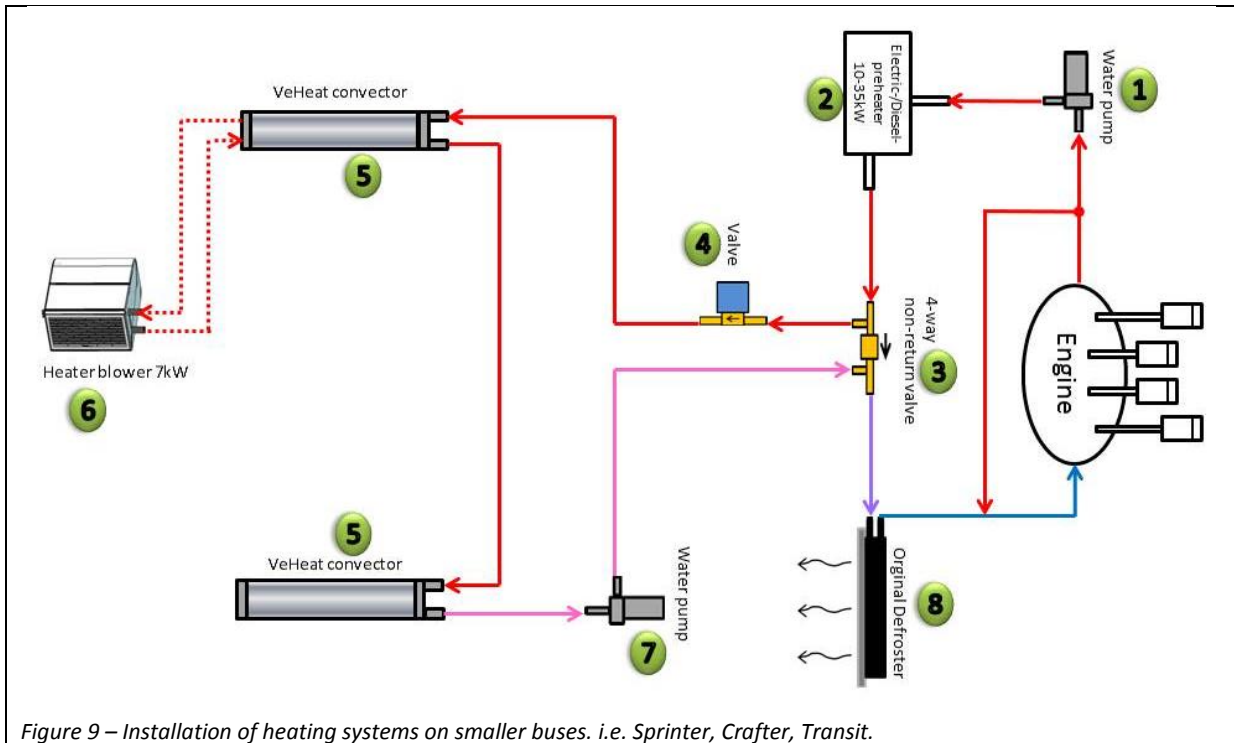 Electric-/Diesel-
preheater
10-35kW
2
Water pump
1
VeHeat convector
5
Valve
4
4-way
non-return valve
3
Engine
Heater blower 7kW
6
5
VeHeat convector
Water pump
7
Orginal Defroster
8
Figure 9 – Installation of heating systems on smaller buses. i.e. Sprinter, Crafter, Transit.